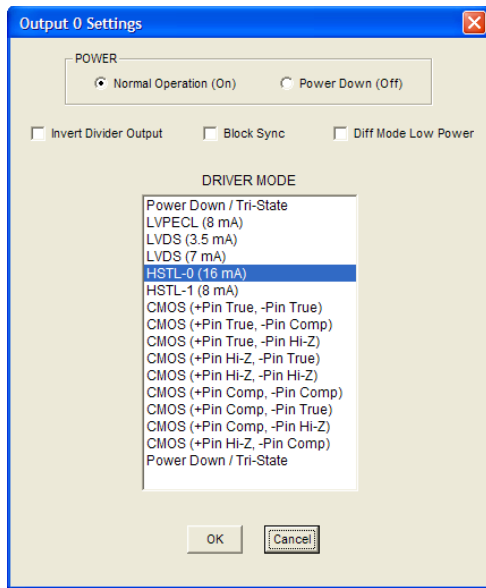 Output 0 Settings
POWER
Normal Operation (On) Power Down (Off)
Invert Divider Output Block Sync Diff Mode Low Power
DRIVER MODE
Power Down / Tri-State
LVPECL (8 mA)
LVDS (3.5 mA)
LVDS (7 mA)
HSTL-0 (16 mA)
HSTL-1 (8 mA)
CMOS (+Pin True, -Pin True)
CMOS (+Pin True, -Pin Comp)
CMOS (+Pin True, -Pin Hi-Z)
CMOS (+Pin Hi-Z, -Pin True)
CMOS (+Pin Hi-Z, -Pin Hi-Z)
CMOS (+Pin Comp, -Pin Comp)
CMOS (+Pin Comp, -Pin True)
CMOS (+Pin Comp, -Pin Hi-Z)
CMOS (+Pin Hi-Z, -Pin Comp)
Power Down / Tri-State
OK Cancel